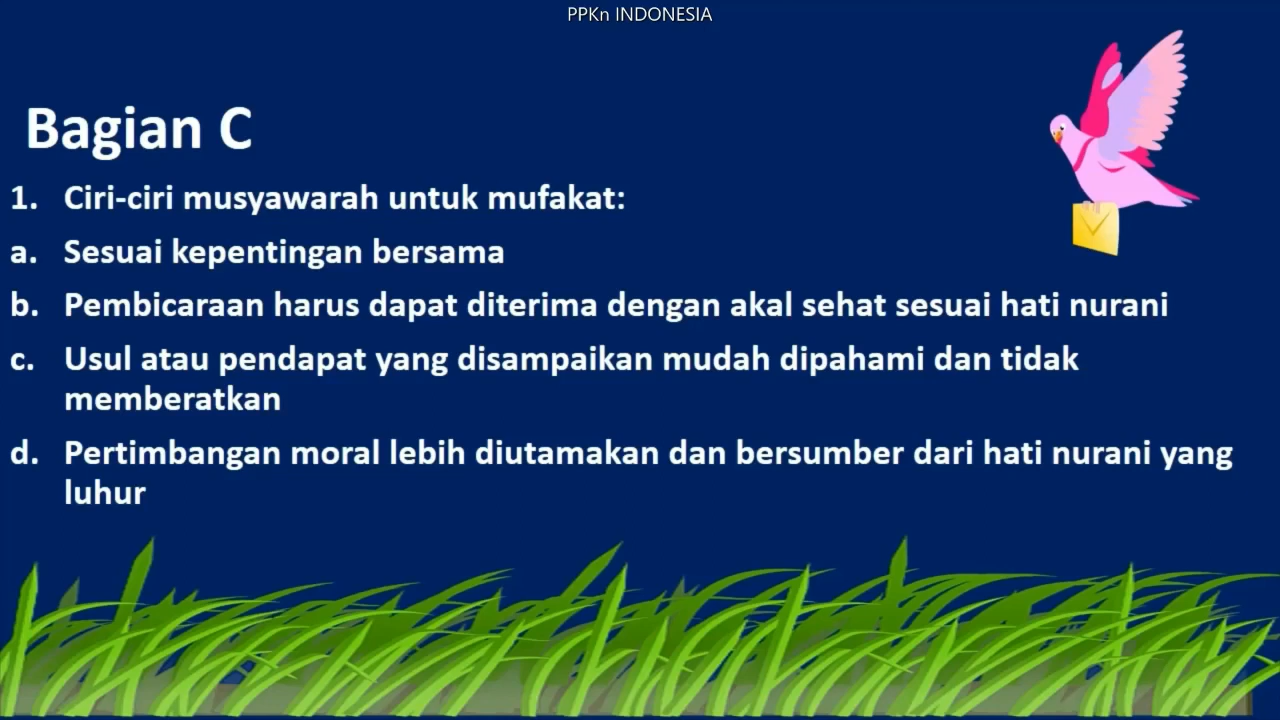 PPKn INDONESIA
Bagian C
1. Ciri-ciri musyawarah untuk mufakat:
a. Sesuai kepentingan bersama
b. Pembicaraan harus dapat diterima dengan akal sehat sesuai hati nurani
c. Usul atau pendapat yang disampaikan mudah dipahami dan tidak
memberatkan
d. Pertimbangan moral lebih diutamakan dan bersumber dari hati nurani yang
luhur